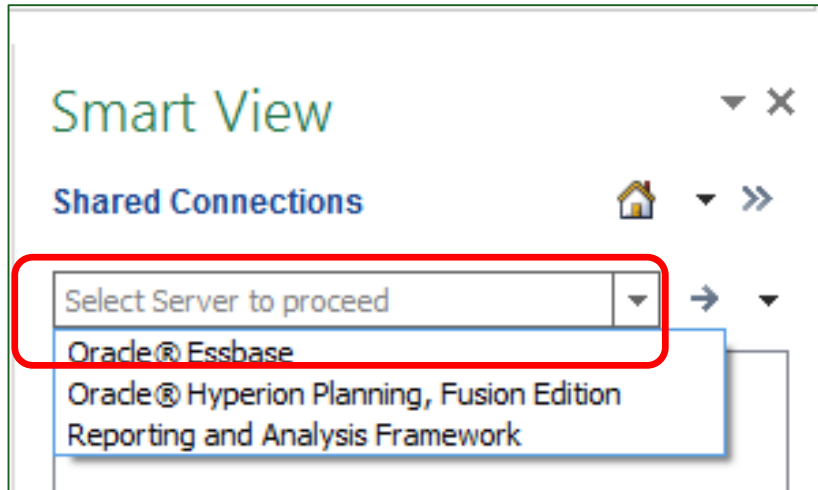 Smart View
Shared Connections
Select Server to proceed
Oracle® Essbase
Oracle® Hyperion Planning, Fusion Edition
Reporting and Analysis Framework